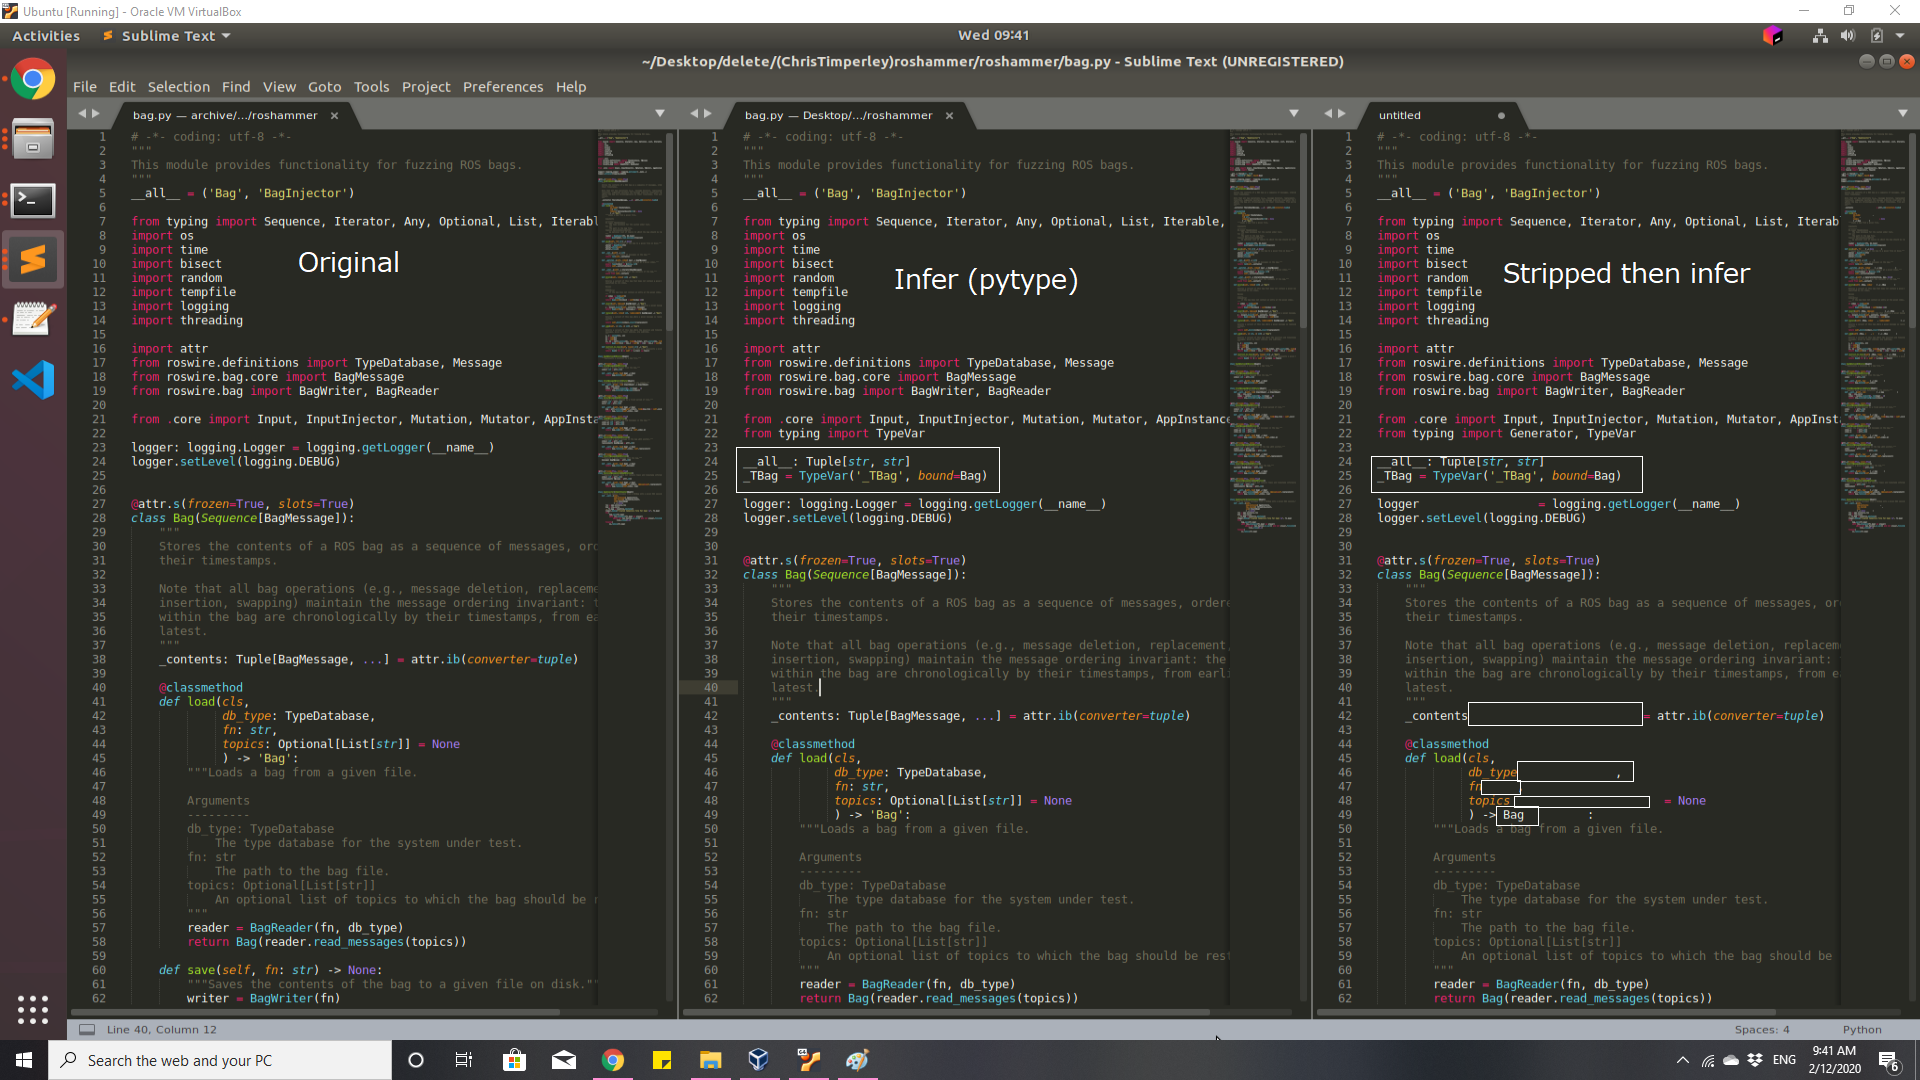 Ubuntu [Running] - Oracle VM VirtualBox
Activities
Sublime Text
Wed 09:41
~/Desktop/delete/(ChrisTimperley)roshammer/roshammer/bag.py - Sublime Text (UNREGISTERED)
File Edit Selection Find View Goto Tools Project Preferences Help
bag.py — archive/.../roshammer
1 # -*- coding: utf-8 -*-
2 """
3 This module provides functionality for fuzzing ROS bags.
4 """
5 __all__ = ('Bag', 'BagInjector')
6
7 from typing import Sequence, Iterator, Any, Optional, List, Iterabl
8 import os
9 import time
10 import bisect
11 import random
12 import tempfile
13 import logging
14 import threading
15
16 import attr
17 from roswire.definitions import TypeDatabase, Message
18 from roswire.bag.core import BagMessage
19 from roswire.bag import BagWriter, BagReader
20
21 from .core import Input, InputInjector, Mutation, Mutator, AppInsta
22
23 logger: logging.Logger = logging.getLogger(__name__)
24 logger.setLevel(logging.DEBUG)
25
26
27 @attr.s(frozen=True, slots=True)
28 class Bag(Sequence[BagMessage]):
29 """
30 Stores the contents of a ROS bag as a sequence of messages, ord
31 their timestamps.
32
33 Note that all bag operations (e.g., message deletion, replaceme
34 insertion, swapping) maintain the message ordering invariant: t
35 within the bag are chronologically by their timestamps, from ea
36 latest.
37 """
38 _contents: Tuple[BagMessage, ...] = attr.ib(converter=tuple)
39
40 @classmethod
41 def load(cls,
42 db_type: TypeDatabase,
43 fn: str,
44 topics: Optional[List[str]] = None
45 ) -> 'Bag':
46 """Loads a bag from a given file.
47
48 Arguments
49 ---------
50 db_type: TypeDatabase
51 The type database for the system under test.
52 fn: str
53 The path to the bag file.
54 topics: Optional[List[str]]
55 An optional list of topics to which the bag should be r
56 """
57 reader = BagReader(fn, db_type)
58 return Bag(reader.read_messages(topics))
59
60 def save(self, fn: str) -> None:
61 """Saves the contents of the bag to a given file on disk.""
62 writer = BagWriter(fn)
Original
bag.py — Desktop/.../roshammer
1 # -*- coding: utf-8 -*-
2 """
3 This module provides functionality for fuzzing ROS bags.
4 """
5 __all__ = ('Bag', 'BagInjector')
6
7 from typing import Sequence, Iterator, Any, Optional, List, Iterable,
8 import os
9 import time
10 import bisect
11 import random
12 import tempfile
13 import logging
14 import threading
15
16 import attr
17 from roswire.definitions import TypeDatabase, Message
18 from roswire.bag.core import BagMessage
19 from roswire.bag import BagWriter, BagReader
20
21 from .core import Input, InputInjector, Mutation, Mutator, AppInstance
22 from typing import TypeVar
23
24 __all__: Tuple[str, str]
25 _TBag = TypeVar('_TBag', bound=Bag)
26
27 logger: logging.Logger = logging.getLogger(__name__)
28 logger.setLevel(logging.DEBUG)
29
30
31 @attr.s(frozen=True, slots=True)
32 class Bag(Sequence[BagMessage]):
33 """
34 Stores the contents of a ROS bag as a sequence of messages, ordere
35 their timestamps.
36
37 Note that all bag operations (e.g., message deletion, replacement,
38 insertion, swapping) maintain the message ordering invariant: the
39 within the bag are chronologically by their timestamps, from earli
40 latest.
41 """
42 _contents: Tuple[BagMessage, ...] = attr.ib(converter=tuple)
43
44 @classmethod
45 def load(cls,
46 db_type: TypeDatabase,
47 fn: str,
48 topics: Optional[List[str]] = None
49 ) -> 'Bag':
50 """Loads a bag from a given file.
51
52 Arguments
53 ---------
54 db_type: TypeDatabase
55 The type database for the system under test.
56 fn: str
57 The path to the bag file.
58 topics: Optional[List[str]]
59 An optional list of topics to which the bag should be rest
60 """
61 reader = BagReader(fn, db_type)
62 return Bag(reader.read_messages(topics))
Infer (pytype)
untitled
1 # -*- coding: utf-8 -*-
2 """
3 This module provides functionality for fuzzing ROS bags.
4 """
5 __all__ = ('Bag', 'BagInjector')
6
7 from typing import Sequence, Iterator, Any, Optional, List, Iterab
8 import os
9 import time
10 import bisect
11 import random
12 import tempfile
13 import logging
14 import threading
15
16 import attr
17 from roswire.definitions import TypeDatabase, Message
18 from roswire.bag.core import BagMessage
19 from roswire.bag import BagWriter, BagReader
20
21 from .core import Input, InputInjector, Mutation, Mutator, AppInst
22 from typing import Generator, TypeVar
23
24 __all__: Tuple[str, str]
25 _TBag = TypeVar('_TBag', bound=Bag)
26
27 logger = logging.getLogger(__name__)
28 logger.setLevel(logging.DEBUG)
29
30
31 @attr.s(frozen=True, slots=True)
32 class Bag(Sequence[BagMessage]):
33 """
34 Stores the contents of a ROS bag as a sequence of messages, or
35 their timestamps.
36
37 Note that all bag operations (e.g., message deletion, replacem
38 insertion, swapping) maintain the message ordering invariant:
39 within the bag are chronologically by their timestamps, from e
40 latest.
41 """
42 _contents = attr.ib(converter=tuple)
43
44 @classmethod
45 def load(cls,
46 db_type ,
47 fn ,
48 topics = None
49 ) -> Bag :
50 """Loads a bag from a given file.
51
52 Arguments
53 ---------
54 db_type: TypeDatabase
55 The type database for the system under test.
56 fn: str
57 The path to the bag file.
58 topics: Optional[List[str]]
59 An optional list of topics to which the bag should be
60 """
61 reader = BagReader(fn, db_type)
62 return Bag(reader.read_messages(topics))
Stripped then infer
Line 40, Column 12
Spaces: 4
Python
Search the web and your PC
ENG
9:41 AM
2/12/2020
6